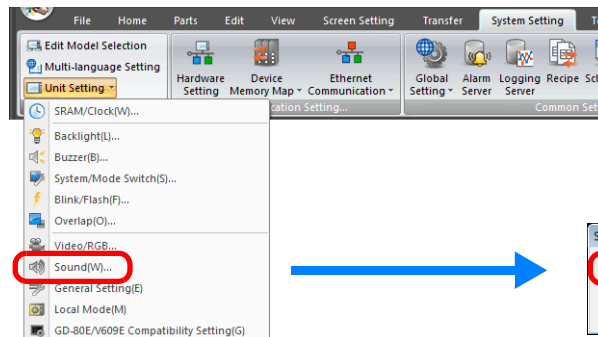 File Home Parts Edit View Screen Setting Transfer System Setting
Edit Model Selection
Multi-language Setting
Unit Setting
Hardware Setting
Device Memory Map
Ethernet Communication
Global Setting
Alarm Server
Logging Server
Recipe
cation Setting...
Common Set
SRAM/Clock(W)...
Backlight(L)...
Buzzer(B)...
System/Mode Switch(S)...
Blink/Flash(F)...
Overlap(O)...
Video/RGB...
Sound(W)...
General Setting(E)
Local Mode(M)
GD-80E/V609E Compatibility Setting(G)